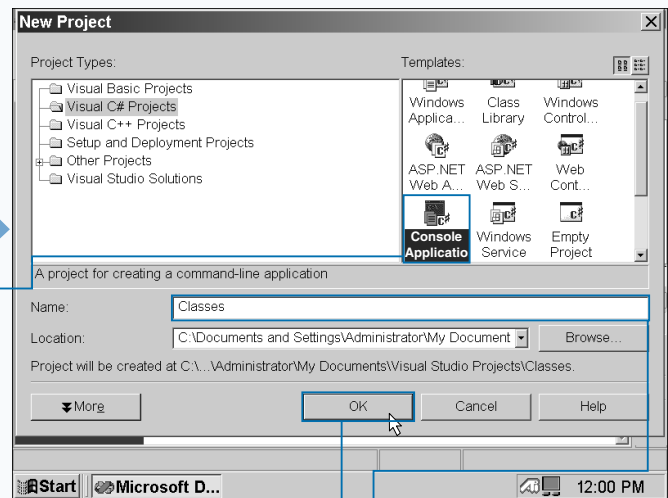 New Project
Project Types:
Templates:
Visual Basic Projects
Visual C# Projects
Visual C++ Projects
Setup and Deployment Projects
Other Projects
Visual Studio Solutions
Windows Applica...
Class Library
Windows Control...
ASP.NET Web A...
ASP.NET Web S...
Web Cont...
Console Applicatio
Windows Service
Empty Project
A project for creating a command-line application
Name:
Classes
Location:
C:\Documents and Settings\Administrator\My Document
Browse...
Project will be created at C:\...\Administrator\My Documents\Visual Studio Projects\Classes.
More
OK
Cancel
Help
Start
Microsoft D...
12:00 PM